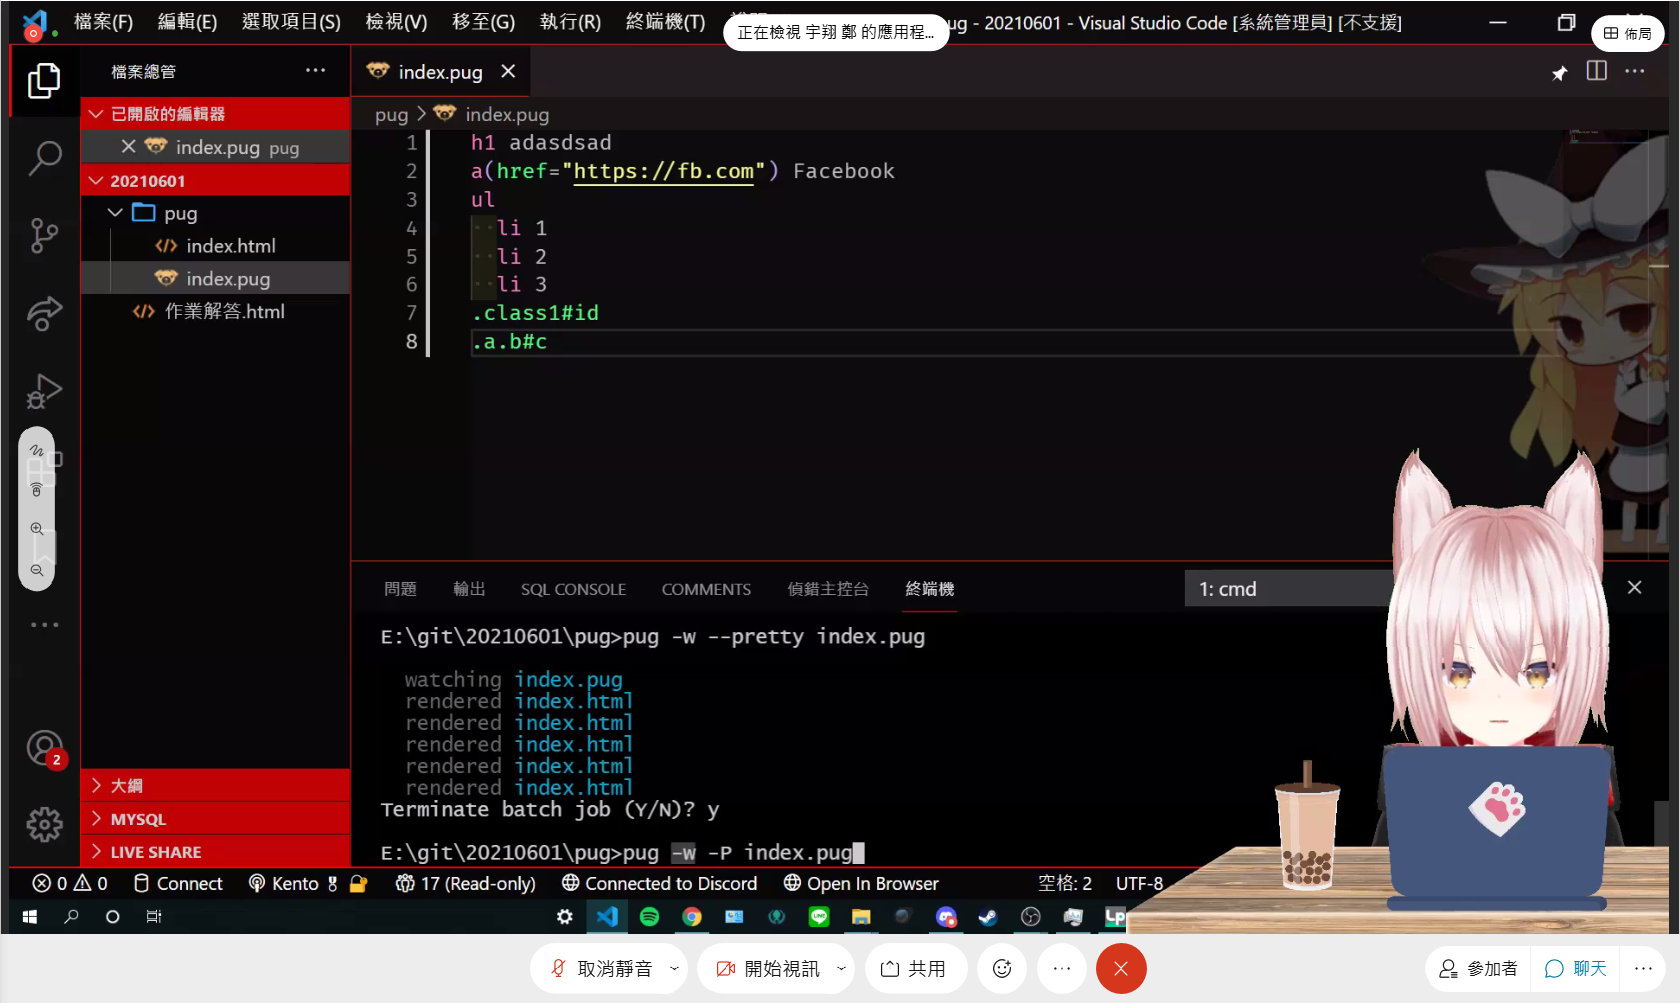 檔案(F) 編輯(E) 選取項目(S) 檢視(V) 移至(G) 執行(R) 終端機(T)
ug - 20210601 - Visual Studio Code [系統管理員] [不支援]
正在檢視 宇翔 鄭 的應用程...
佈局
檔案總管
index.pug
已開啟的編輯器
pug > index.pug
index.pug pug
20210601
pug
index.html
index.pug
作業解答.html
1 h1 adasdsad
2 a(href="https://fb.com") Facebook
3 ul
4 li 1
5 li 2
6 li 3
7 .class1#id
8 .a.b#c
問題 輸出 SQL CONSOLE COMMENTS 偵錯主控台 終端機
1: cmd
E:\git\20210601\pug>pug -w --pretty index.pug
watching index.pug
rendered index.html
rendered index.html
rendered index.html
rendered index.html
rendered index.html
Terminate batch job (Y/N)? y
E:\git\20210601\pug>pug -w -P index.pug
2
大綱
MYSQL
LIVE SHARE
0 0 Connect Kento 17 (Read-only) Connected to Discord Open In Browser 空格: 2 UTF-8
Lp
取消靜音 開始視訊 共用
參加者 聊天